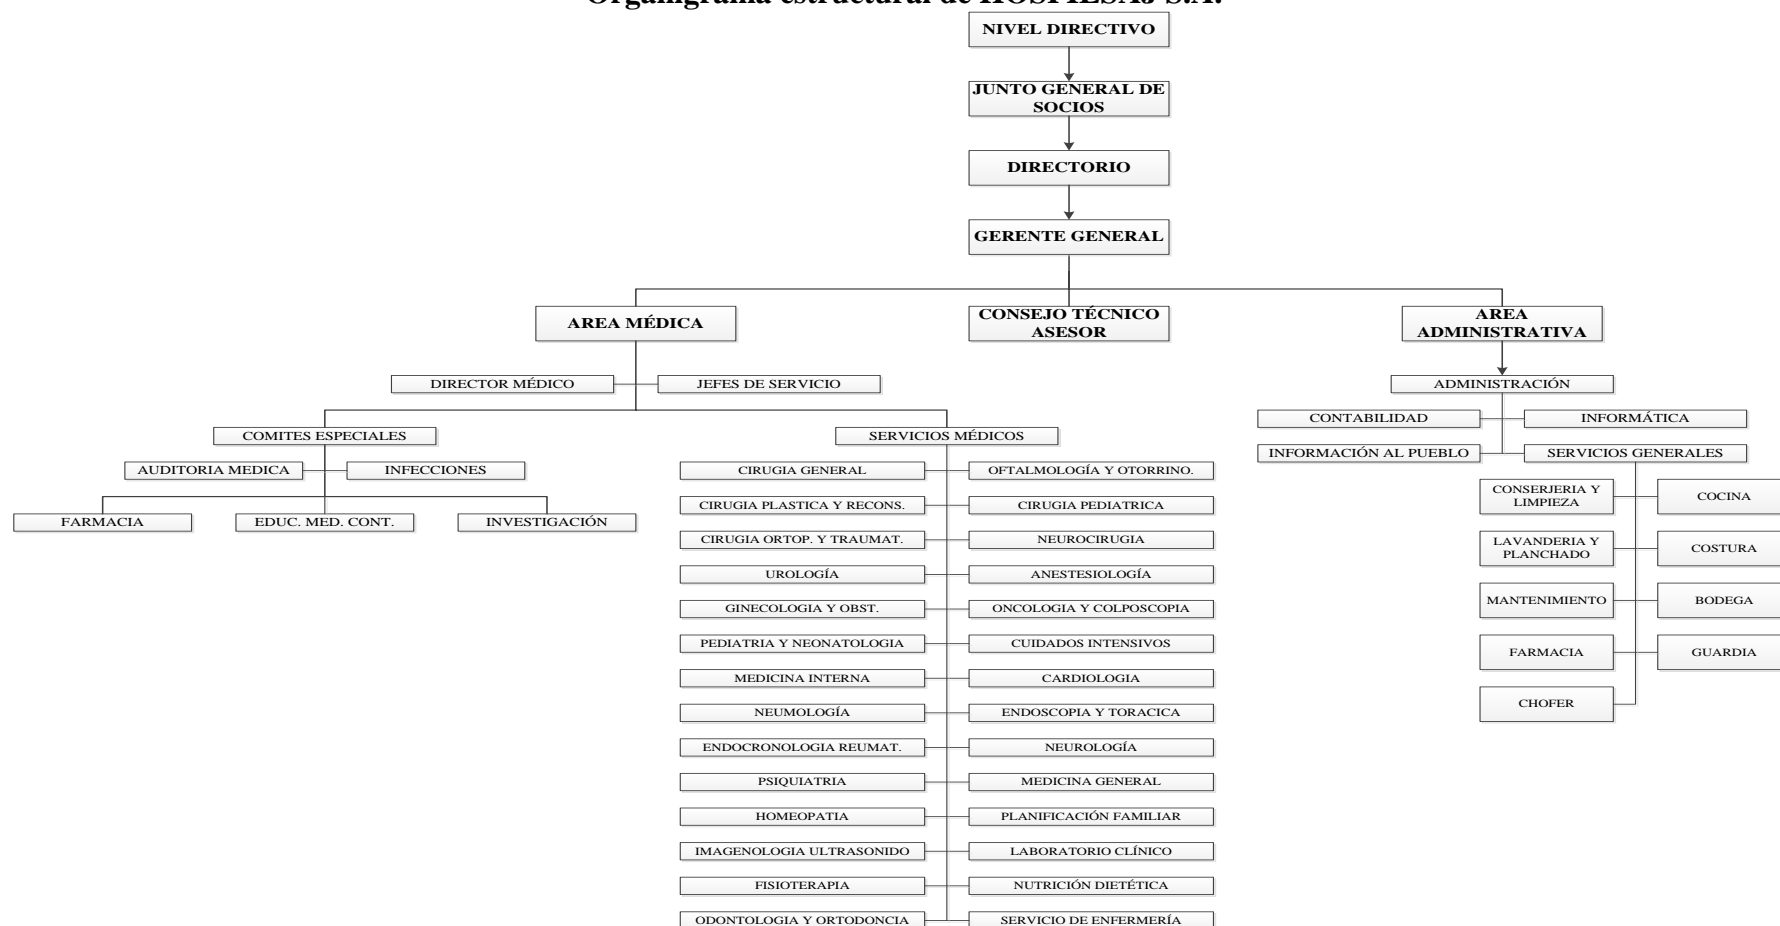 Organigrama estructural de HOSPIESAJ S.A.
NIVEL DIRECTIVO
JUNTO GENERAL DE
SOCIOS
DIRECTORIO
GERENTE GENERAL
AREA MÉDICA
CONSEJO TÉCNICO
ASESOR
AREA
ADMINISTRATIVA
DIRECTOR MÉDICO
JEFES DE SERVICIO
ADMINISTRACIÓN
CONTABILIDAD
INFORMÁTICA
INFORMACIÓN AL PUEBLO
SERVICIOS GENERALES
COMITES ESPECIALES
AUDITORIA MEDICA
INFECCIONES
FARMACIA
EDUC. MED. CONT.
INVESTIGACIÓN
SERVICIOS MÉDICOS
CIRUGIA GENERAL
OFTALMOLOGÍA Y OTORRINO.
CIRUGIA PLASTICA Y RECONS.
CIRUGIA PEDIATRICA
CIRUGIA ORTOP. Y TRAUMAT.
NEUROCIRUGIA
UROLOGÍA
ANESTESIOLOGÍA
GINECOLOGIA Y OBST.
ONCOLOGIA Y COLPOSCOPIA
PEDIATRIA Y NEONATOLOGIA
CUIDADOS INTENSIVOS
MEDICINA INTERNA
CARDIOLOGIA
NEUMOLOGÍA
ENDOSCOPIA Y TORACICA
ENDOCRONOLOGIA REUMAT.
NEUROLOGÍA
PSIQUIATRIA
MEDICINA GENERAL
HOMEOPATIA
PLANIFICACIÓN FAMILIAR
IMAGENOLOGIA ULTRASONIDO
LABORATORIO CLÍNICO
FISIOTERAPIA
NUTRICIÓN DIETÉTICA
ODONTOLOGIA Y ORTODONCIA
SERVICIO DE ENFERMERÍA
CONSERJERIA Y
LIMPIEZA
COCINA
LAVANDERIA Y
PLANCHADO
COSTURA
MANTENIMIENTO
BODEGA
FARMACIA
GUARDIA
CHOFER